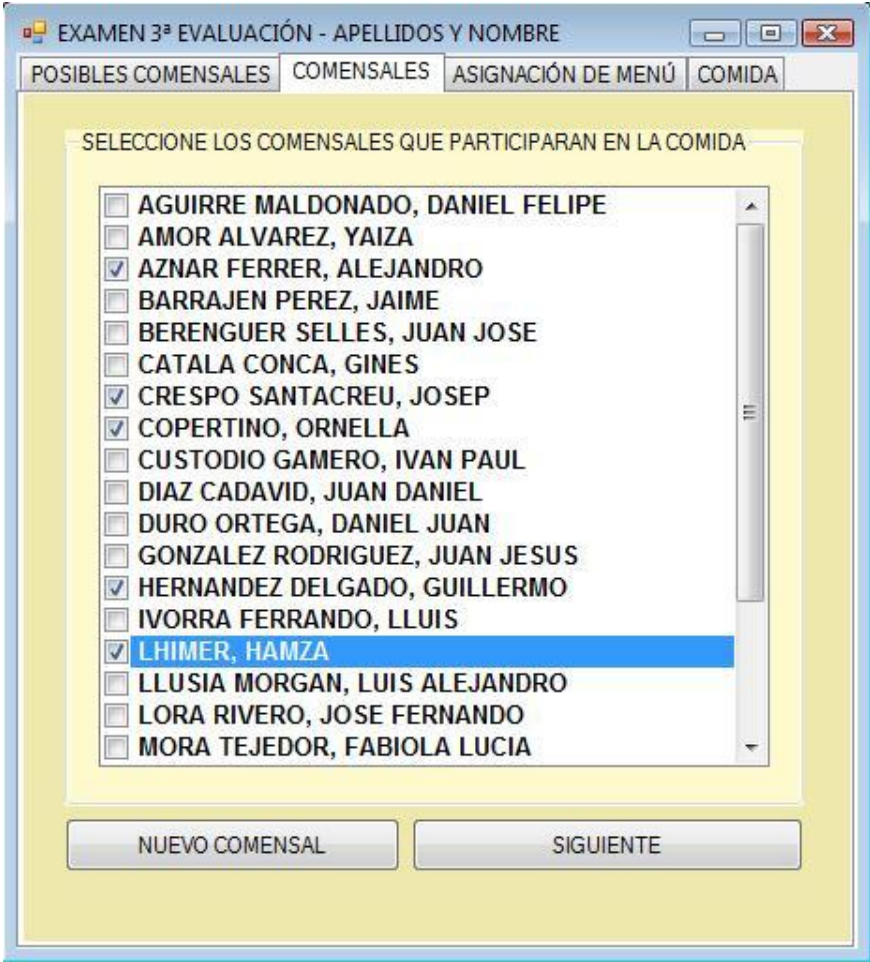 EXAMEN 3ª EVALUACIÓN - APELLIDOS Y NOMBRE
POSIBLES COMENSALES COMENSALES ASIGNACIÓN DE MENÚ COMIDA
SELECCIONE LOS COMENSALES QUE PARTICIPARAN EN LA COMIDA
AGUIRRE MALDONADO, DANIEL FELIPE
AMOR ALVAREZ, YAIZA
AZNAR FERRER, ALEJANDRO
BARRAJEN PEREZ, JAIME
BERENGUER SELLES, JUAN JOSE
CATALA CONCA, GINES
CRESPO SANTACREU, JOSEP
COPERTINO, ORNELLA
CUSTODIO GAMERO, IVAN PAUL
DIAZ CADAVID, JUAN DANIEL
DURO ORTEGA, DANIEL JUAN
GONZALEZ RODRIGUEZ, JUAN JESUS
HERNANDEZ DELGADO, GUILLERMO
IVORRA FERRANDO, LLUIS
LHIMER, HAMZA
LLUSIA MORGAN, LUIS ALEJANDRO
LORA RIVERO, JOSE FERNANDO
MORA TEJEDOR, FABIOLA LUCIA
NUEVO COMENSAL SIGUIENTE